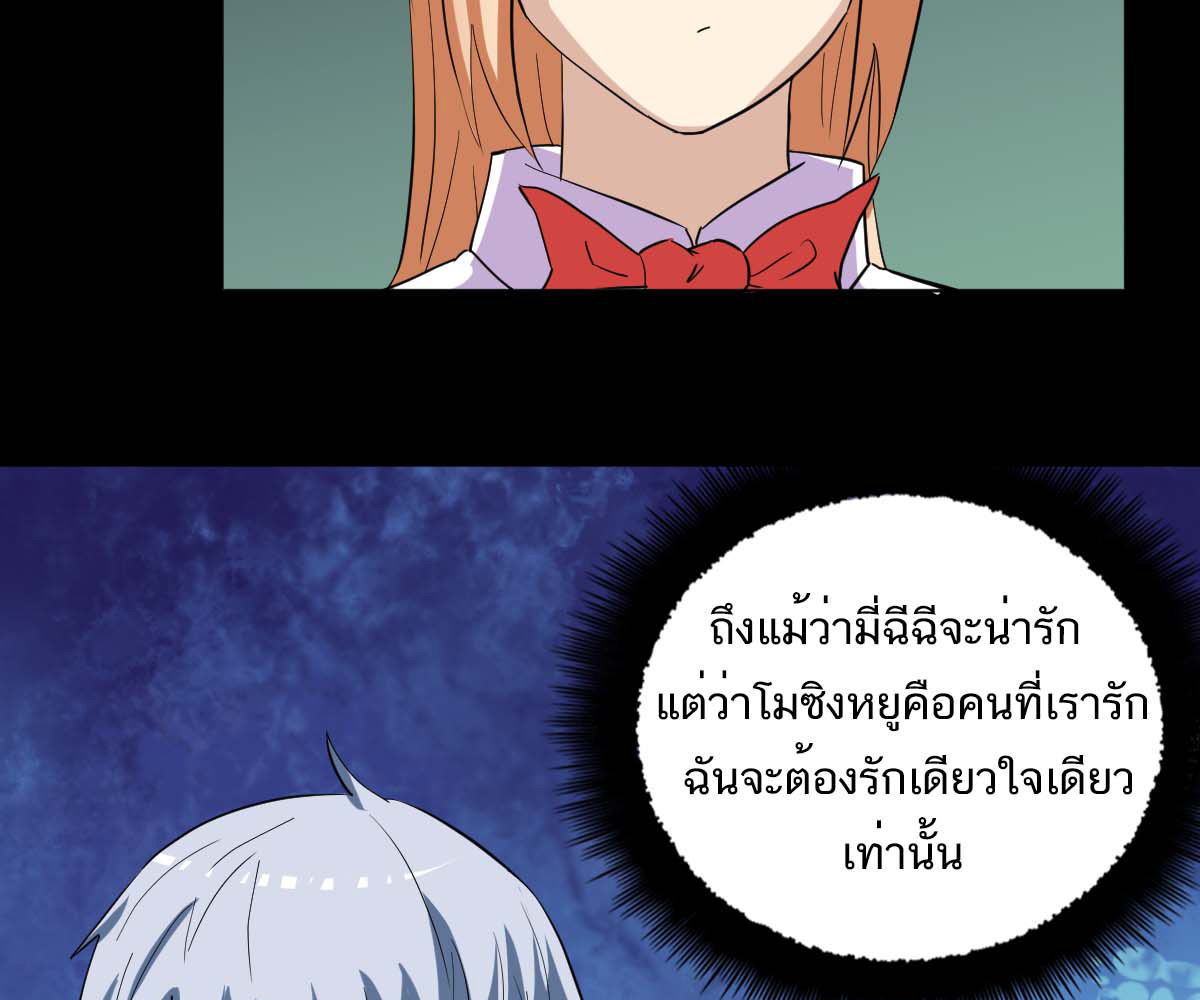 ถึงแม้ว่ามี่ฉีฉีจะน่ารัก
แต่ว่าโมซิงหยูคือคนที่เรารัก
ฉันจะต้องรักเดียวใจเดียว
เท่านั้น